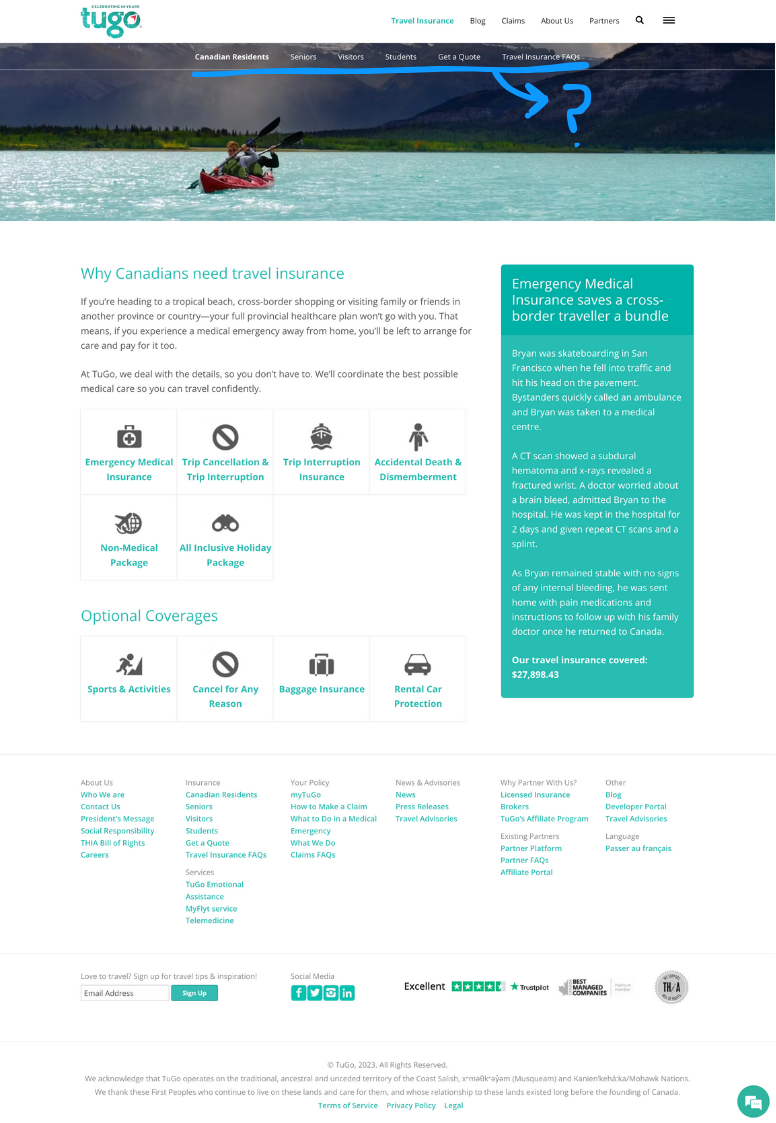 CELEBRATING 60 YEARS
tugo
Travel Insurance Blog Claims About Us Partners
Canadian Residents Seniors Visitors Students Get a Quote Travel Insurance FAQs
?
Why Canadians need travel insurance
If you're heading to a tropical beach, cross-border shopping or visiting family or friends in
another province or country—your full provincial healthcare plan won't go with you. That
means, if you experience a medical emergency away from home, you'll be left to arrange for
care and pay for it too.
At TuGo, we deal with the details, so you don't have to. We'll coordinate the best possible
medical care so you can travel confidently.
Emergency Medical
Insurance
Trip Cancellation &
Trip Interruption
Trip Interruption
Insurance
Accidental Death &
Dismemberment
Non-Medical
Package
All Inclusive Holiday
Package
Optional Coverages
Sports & Activities
Cancel for Any
Reason
Baggage Insurance
Rental Car
Protection
Emergency Medical
Insurance saves a cross-
border traveller a bundle
Bryan was skateboarding in San
Francisco when he fell into traffic and
hit his head on the pavement.
Bystanders quickly called an ambulance
and Bryan was taken to a medical
centre.
A CT scan showed a subdural
hematoma and x-rays revealed a
fractured wrist. A doctor worried about
a brain bleed, admitted Bryan to the
hospital. He was kept in the hospital for
2 days and given repeat CT scans and a
splint.
As Bryan remained stable with no signs
of any internal bleeding, he was sent
home with pain medications and
instructions to follow up with his family
doctor once he returned to Canada.
Our travel insurance covered:
$27,898.43
About Us
Who We are
Contact Us
President's Message
Social Responsibility
THIA Bill of Rights
Careers
Insurance
Canadian Residents
Seniors
Visitors
Students
Get a Quote
Travel Insurance FAQs
Services
TuGo Emotional
Assistance
MyFlyt service
Telemedicine
Your Policy
myTuGo
How to Make a Claim
What to Do in a Medical
Emergency
What We Do
Claims FAQs
News & Advisories
News
Press Releases
Travel Advisories
Why Partner With Us?
Licensed Insurance
Brokers
TuGo's Affiliate Program
Existing Partners
Partner Platform
Partner FAQs
Affiliate Portal
Other
Blog
Developer Portal
Travel Advisories
Language
Passer au français
Love to travel? Sign up for travel tips & inspiration!
Email Address Sign Up
Social Media
Excellent Trustpilot
BEST
MANAGED
COMPANIES
Platinum
member
THiA
© TuGo, 2023. All Rights Reserved.
We acknowledge that TuGo operates on the traditional, ancestral and unceded territory of the Coast Salish, xʷməθkʷəy̓əm (Musqueam) and Kanien'kehá:ka/Mohawk Nations.
We thank these First Peoples who continue to live on these lands and care for them, and whose relationship to these lands existed long before the founding of Canada.
Terms of Service Privacy Policy Legal